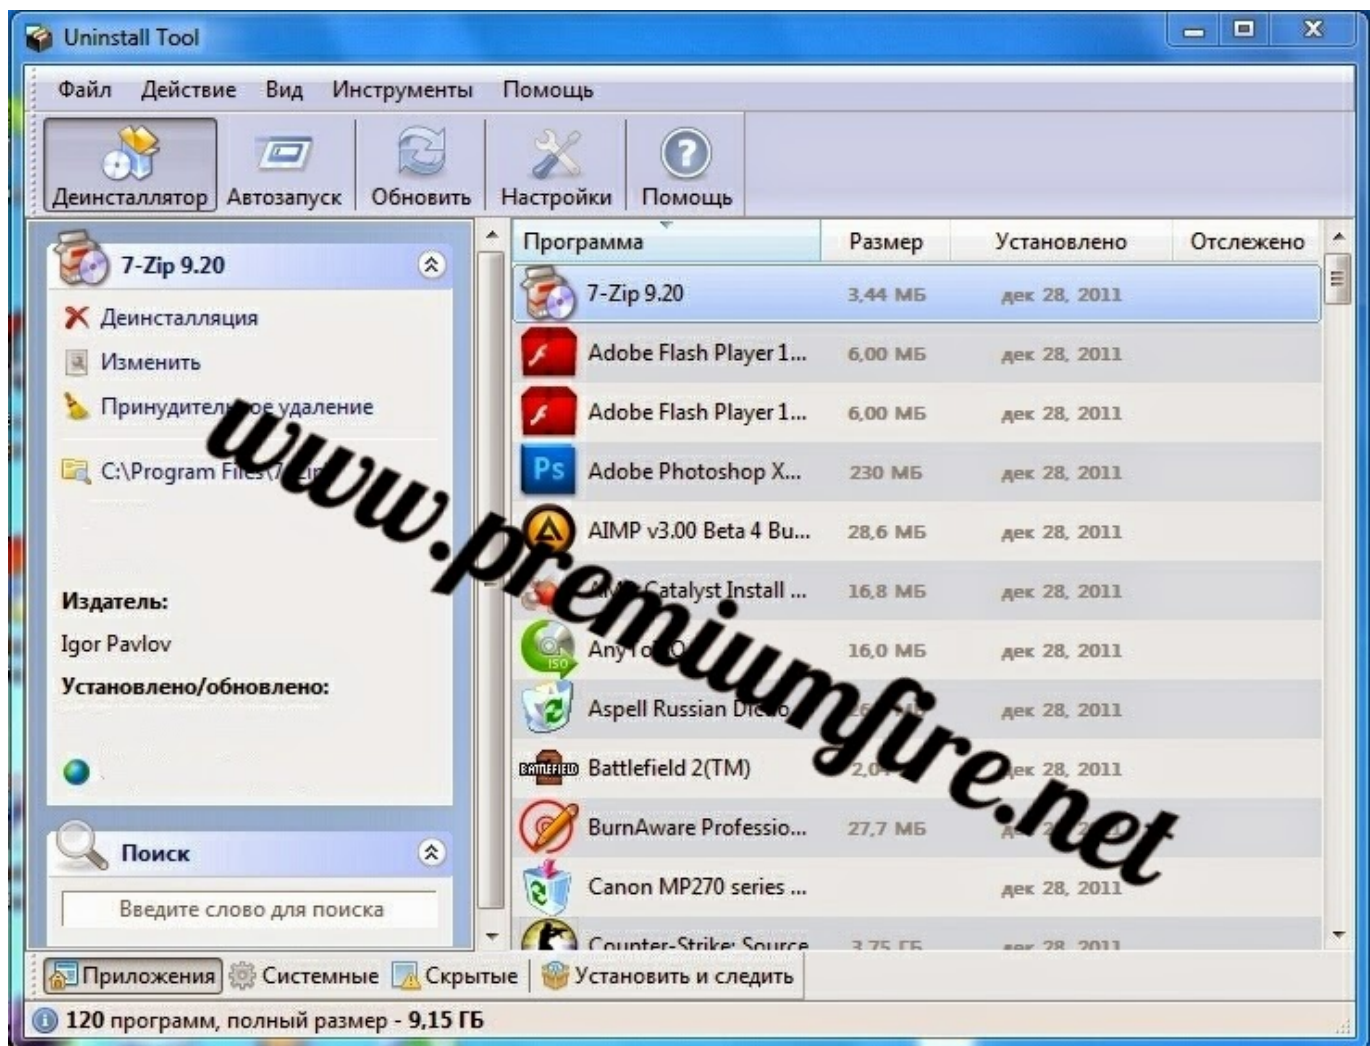 Uninstall Tool
Файл Действие Вид Инструменты Помощь
Деинсталлятор Автозапуск Обновить Настройки Помощь
7-Zip 9.20
Деинсталляция
Изменить
Принудительное удаление
C:\Program Files\7-Zip
Издатель:
Igor Pavlov
Установлено/обновлено:
Поиск
Введите слово для поиска
Программа Размер Установлено Отслежено
7-Zip 9.20 3,44 МБ дек 28, 2011
Adobe Flash Player 1... 6,00 МБ дек 28, 2011
Adobe Flash Player 1... 6,00 МБ дек 28, 2011
Ps Adobe Photoshop X... 230 МБ дек 28, 2011
AIMP v3.00 Beta 4 Bu... 28,6 МБ дек 28, 2011
Catalyst Install ... 16,8 МБ дек 28, 2011
ISO 16,0 МБ дек 28, 2011
Aspell Russian дек 28, 2011
BATTLEFIELD Battlefield 2(TM) дек 28, 2011
BurnAware Professio... 27,7 МБ
Canon MP270 series ... дек 28, 2011
Counter-Strike: Source 3,75 ГБ дек 28, 2011
www.premiumfire.net
Приложения Системные Скрытые Установить и следить
120 программ, полный размер - 9,15 ГБ